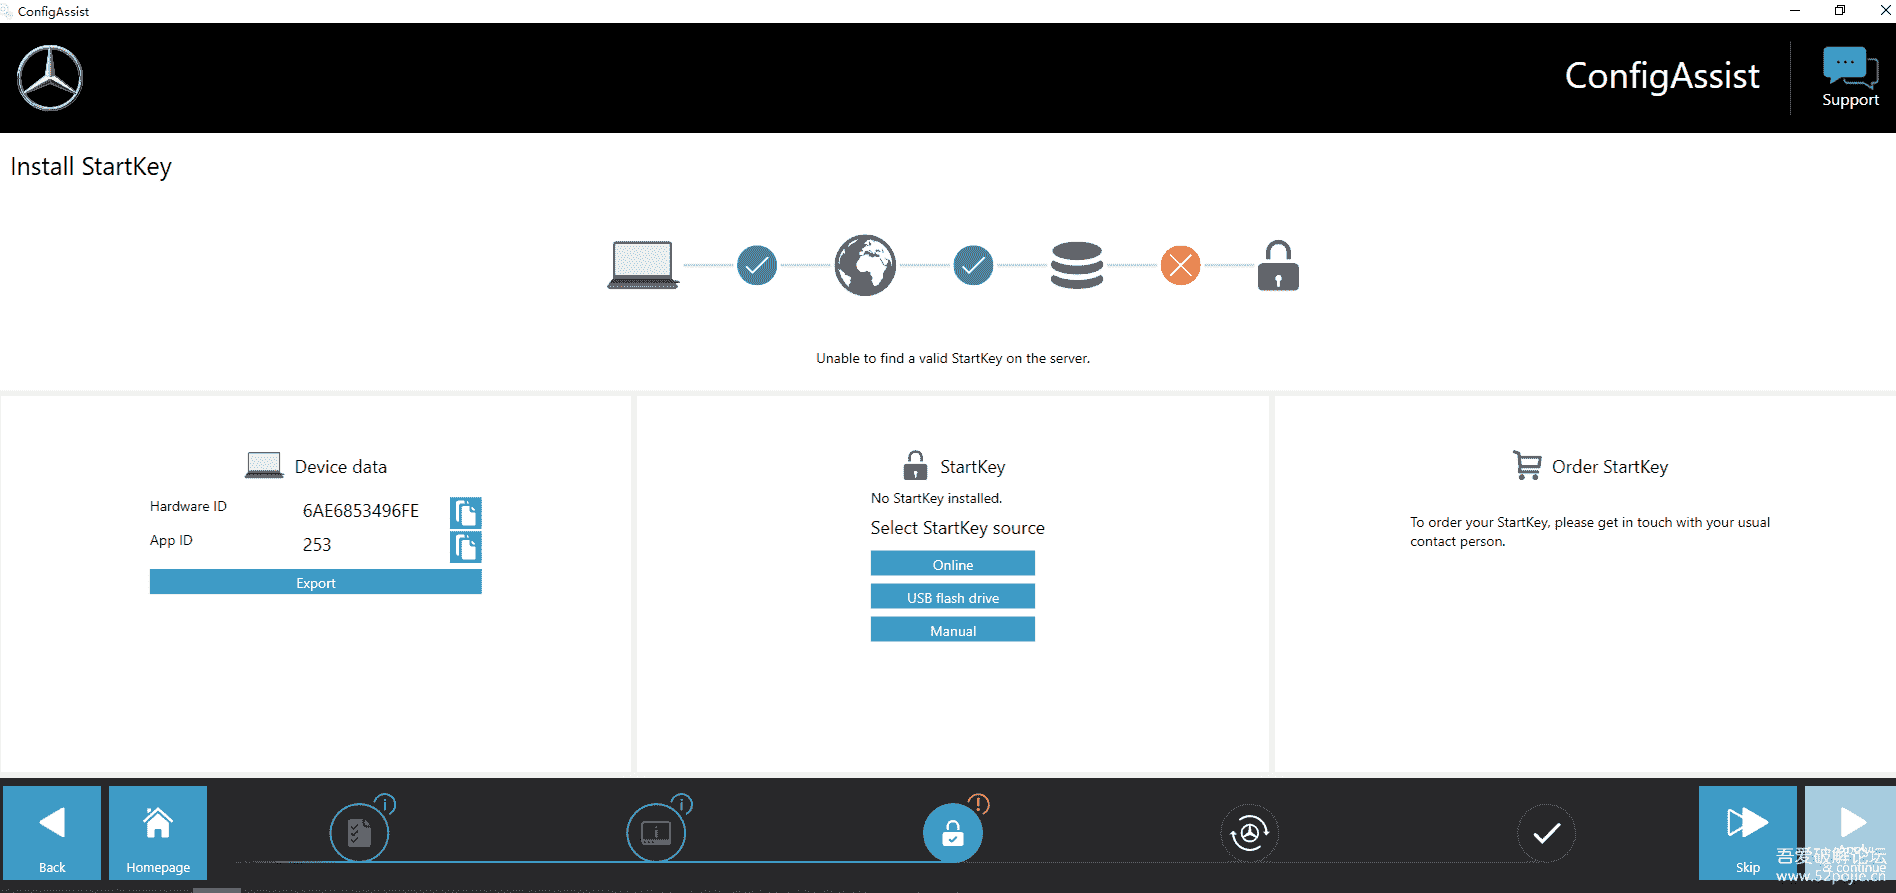 ConfigAssist
ConfigAssist
Support
Install StartKey
Unable to find a valid StartKey on the server.
Device data
Hardware ID
6AE6853496FE
App ID
253
Export
StartKey
No StartKey installed.
Select StartKey source
Online
USB flash drive
Manual
Order StartKey
To order your StartKey, please get in touch with your usual
contact person.
Back
Homepage
Skip
& continue
吾爱破解论坛
www.52pojie.cn